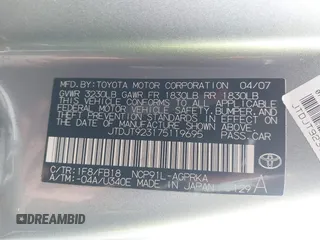 MFD.BY:TOYOTA MOTOR CORPORATION 04/07
GVWR 3230LB GAWR FR 1830LB RR 1830LB
THIS VEHICLE CONFORMS TO ALL APPLICABLE
FEDERAL MOTOR VEHICLE SAFETY, BUMPER, AND
THEFT PREVENTION STANDARDS IN EFFECT ON
THE DATE OF MANUFACTURE SHOWN ABOVE.
JTDJT923175119695 PASS.CAR
C/TR:1F8/FB18 NCP91L-AGPRKA
A/TM:-04A/U340E MADE IN JAPAN 129 A
JTDJT923
DREAMBID